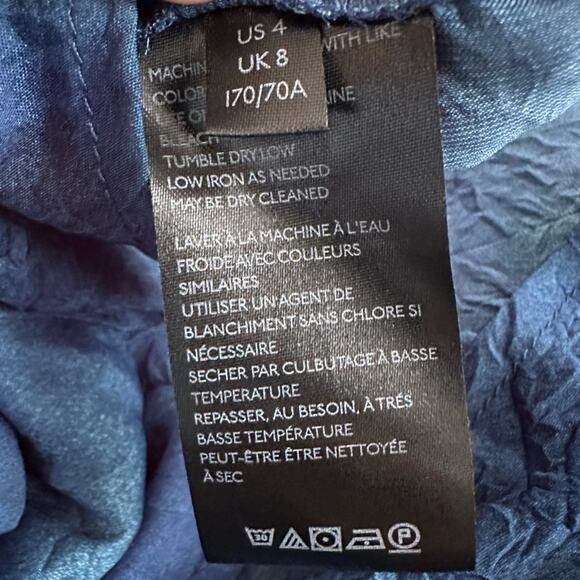 US 4
UK 8
170/70A
WITH LIKE
MACHIN
COLOR
BLEACH
TUMBLE DRY LOW
LOW IRON AS NEEDED
MAY BE DRY CLEANED
LAVER À LA MACHINE À L'EAU
FROIDE AVEC COULEURS
SIMILAIRES
UTILISER UN AGENT DE
BLANCHIMENT SANS CHLORE SI
NÉCESSAIRE
SECHER PAR CULBUTAGE À BASSE
TEMPERATURE
REPASSER, AU BESOIN, À TRÉS
BASSE TEMPÉRATURE
PEUT-ÊTRE ÊTRE NETTOYÉE
À SEC
30 P